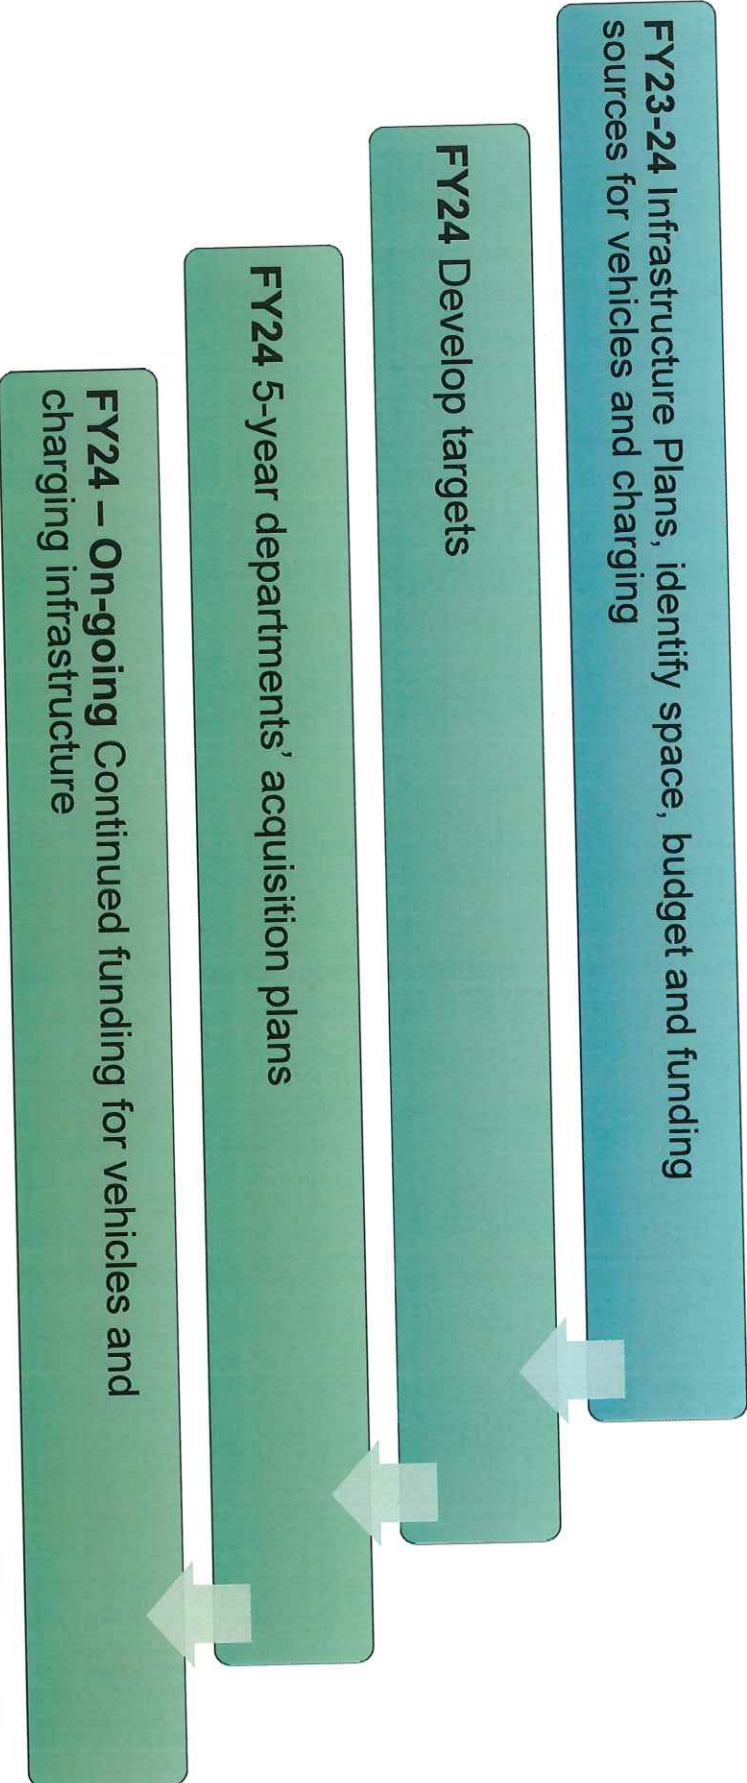 FY23-24 Infrastructure Plans, identify space, budget and funding
sources for vehicles and charging
FY24 Develop targets
FY24 5-year departments’ acquisition plans
FY24 – On-going Continued funding for vehicles and
charging infrastructure